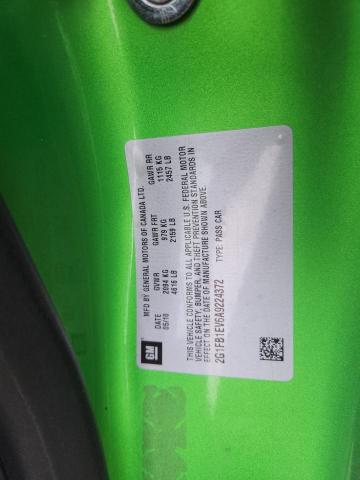 MFD BY GENERAL MOTORS OF CANADA LTD.
DATE GVWR GAWR FRT GAWR RR
05/10 2094 KG 979 KG 1115 KG
4616 LB 2159 LB 2457 LB
THIS VEHICLE CONFORMS TO ALL APPLICABLE U.S. FEDERAL MOTOR
VEHICLE SAFETY, BUMPER, AND THEFT PREVENTION STANDARDS IN
EFFECT ON THE DATE OF MANUFACTURE SHOWN ABOVE.
2G1FB1EV6A9224372 TYPE: PASS CAR
GM